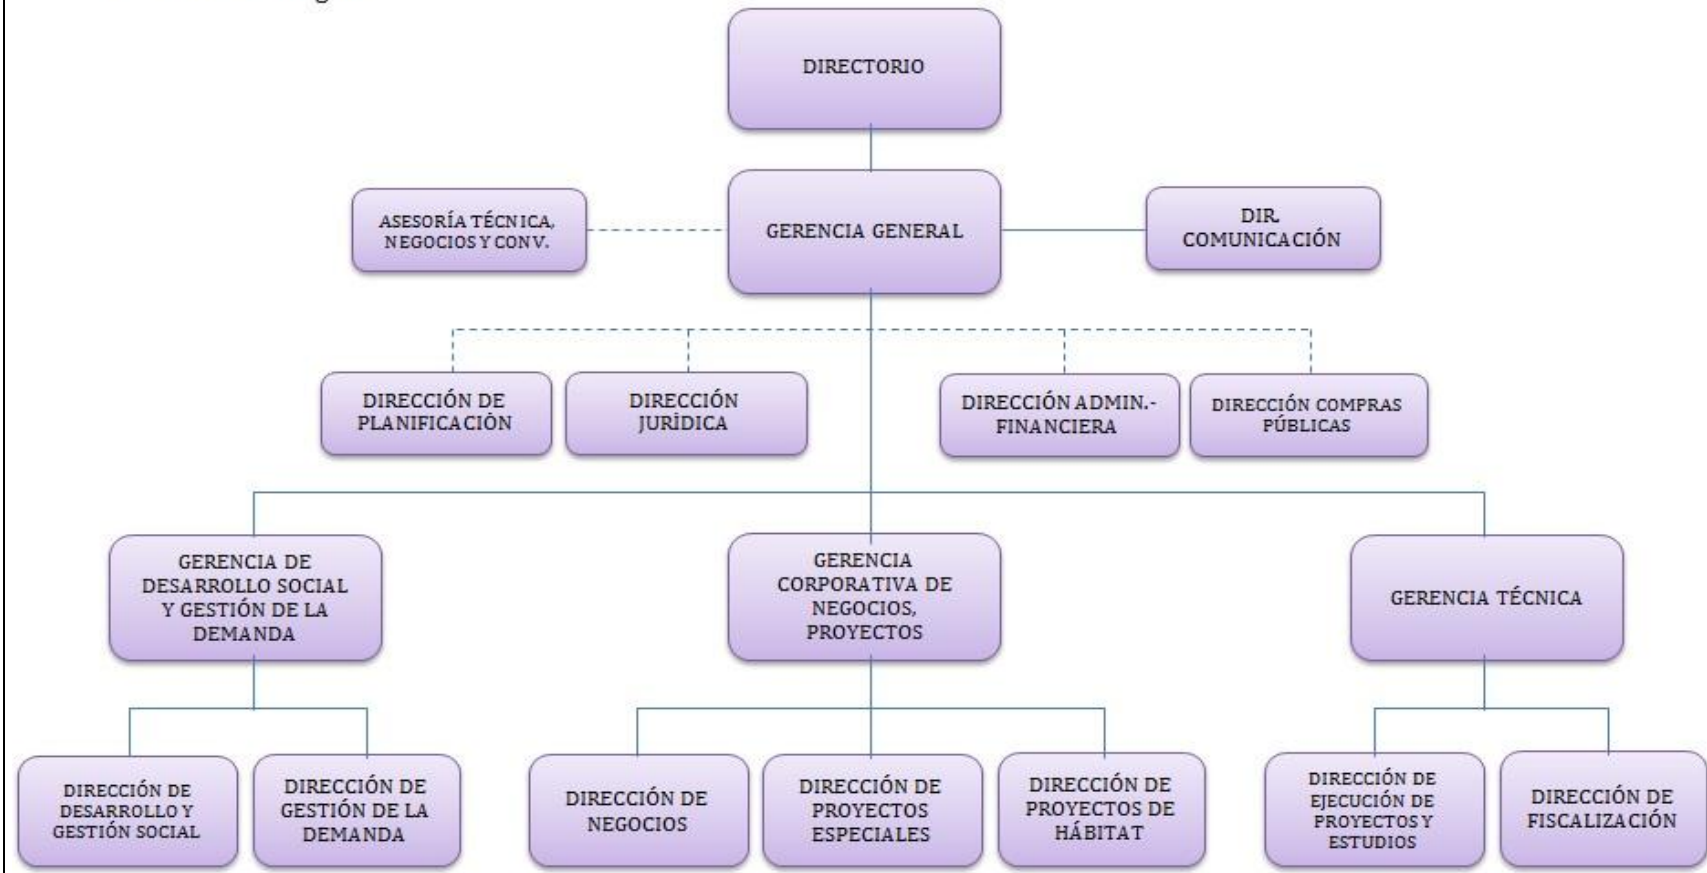 DIRECTORIO
ASESORÍA TÉCNICA,
NEGOCIOS Y CONV.
GERENCIA GENERAL
DIR.
COMUNICACIÓN
DIRECCIÓN DE
PLANIFICACIÓN
DIRECCIÓN
JURÍDICA
DIRECCIÓN ADMIN.-
FINANCIERA
DIRECCIÓN COMPRAS
PÚBLICAS
GERENCIA DE
DESARROLLO SOCIAL
Y GESTIÓN DE LA
DEMANDA
GERENCIA
CORPORATIVA DE
NEGOCIOS,
PROYECTOS
GERENCIA TÉCNICA
DIRECCIÓN DE
DESARROLLO Y
GESTIÓN SOCIAL
DIRECCIÓN DE
GESTIÓN DE LA
DEMANDA
DIRECCIÓN DE
NEGOCIOS
DIRECCIÓN DE
PROYECTOS
ESPECIALES
DIRECCIÓN DE
PROYECTOS DE
HÁBITAT
DIRECCIÓN DE
EJECUCIÓN DE
PROYECTOS Y
ESTUDIOS
DIRECCIÓN DE
FISCALIZACIÓN